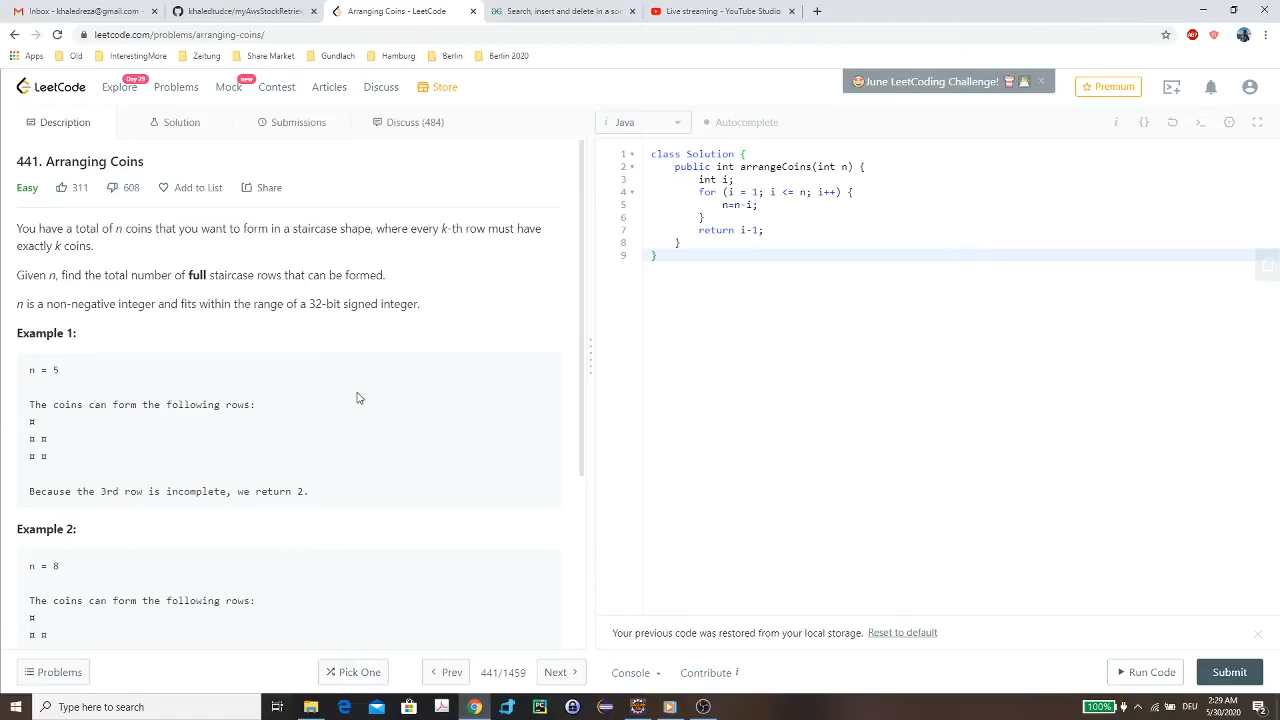 Inbox - khaledreza@gmail.com
khaledtudce/myAwsStockRetriev
Arranging Coins - LeetCode
Search, insert and delete in a sor
Live streaming - YouTube Studio
leetcode.com/problems/arranging-coins/
Apps Old InterestingMore Zeitung Share Market Gundlach Hamburg Berlin Berlin 2020
LeetCode Explore Day 29 Problems Mock new Contest Articles Disc Store
June LeetCoding Challenge!
Premium
Description Solution Submissions Discuss (484)
i Java Autocomplete
441. Arranging Coins
Easy 311 608 Add to List Share
You have a total of n coins that you want to form in a staircase shape, where every k-th row must have
exactly k coins.
Given n, find the total number of full staircase rows that can be formed.
n is a non-negative integer and fits within the range of a 32-bit signed integer.
Example 1:
n = 5
The coins can form the following rows:
¤
¤ ¤
¤ ¤
Because the 3rd row is incomplete, we return 2.
Example 2:
n = 8
The coins can form the following rows:
¤
¤ ¤
1 class Solution {
2 public int arrangeCoins(int n) {
3 int i;
4 for (i = 1; i <= n; i++) {
5 n=n-i;
6 }
7 return i-1;
8 }
9 }
Your previous code was restored from your local storage. Reset to default
Problems Pick One < Prev 441/1459 Next > Console Contribute i Run Code Submit
Type here to search
100% DEU
2:29 AM
5/30/2020